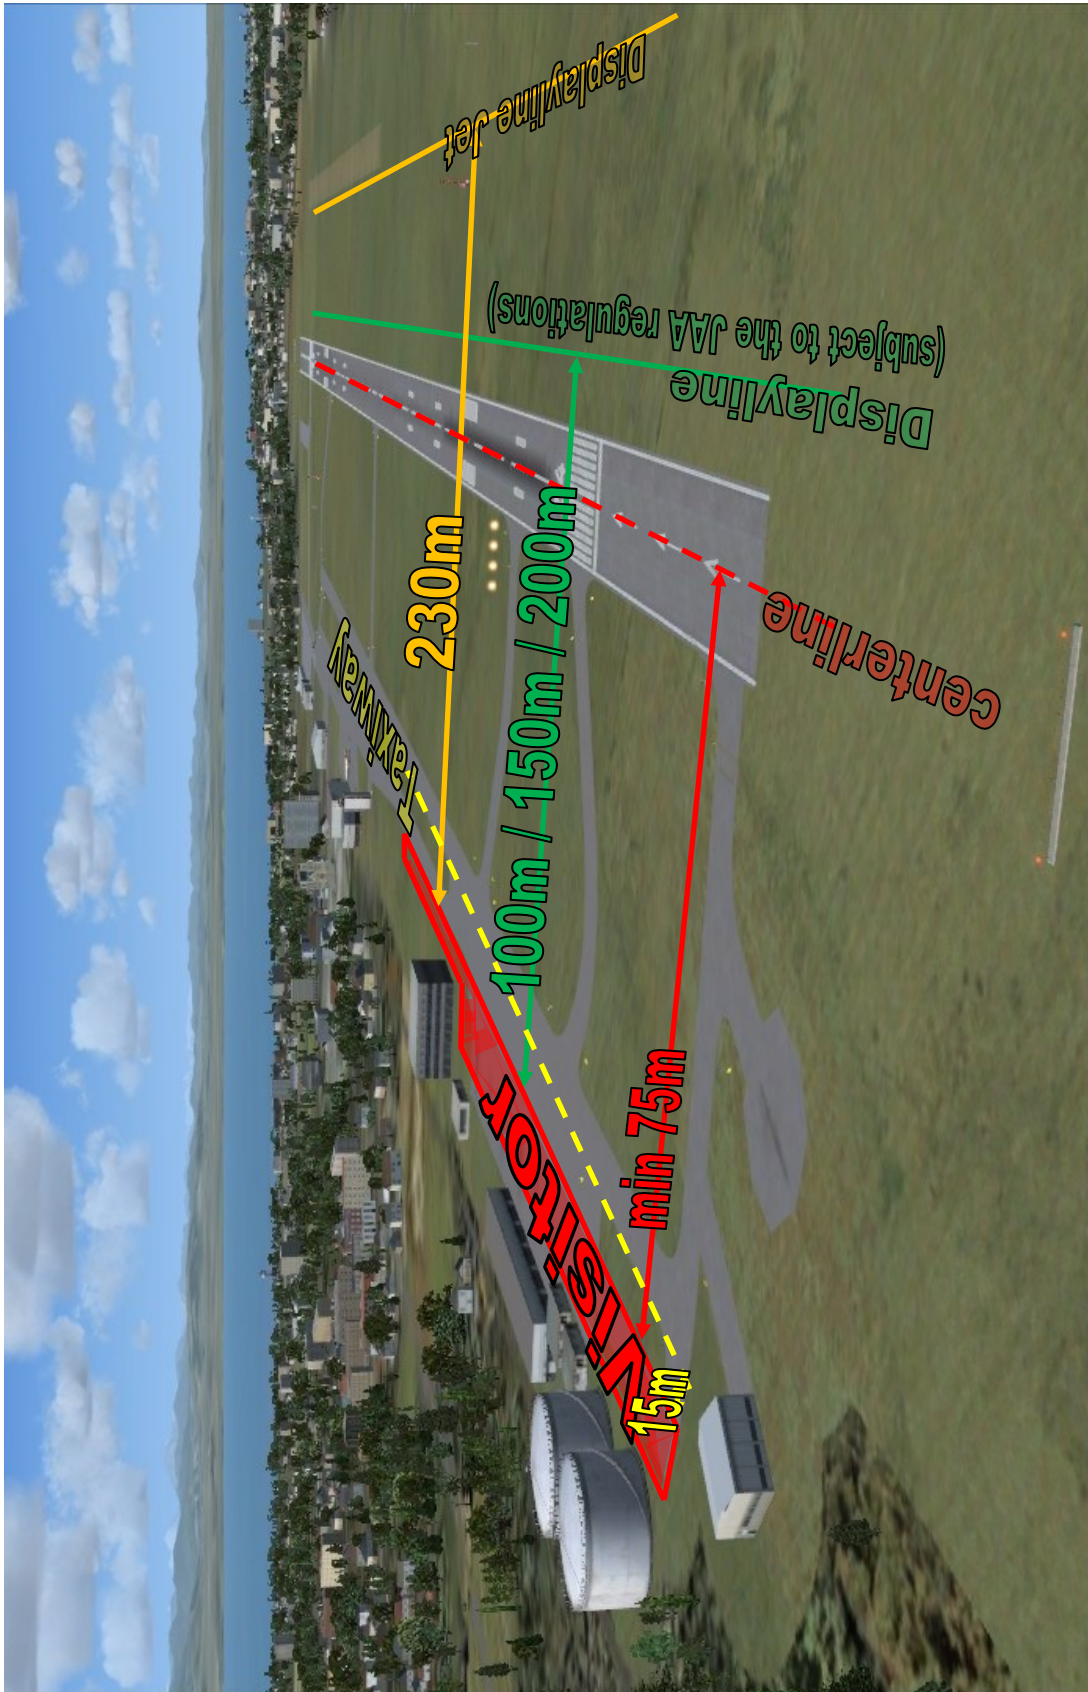 Displayline Jet
(subject to the JAA regulations)
Displayline
centerline
230m
100m / 150m / 200m
min 75m
Taxiway
Visitor
15m